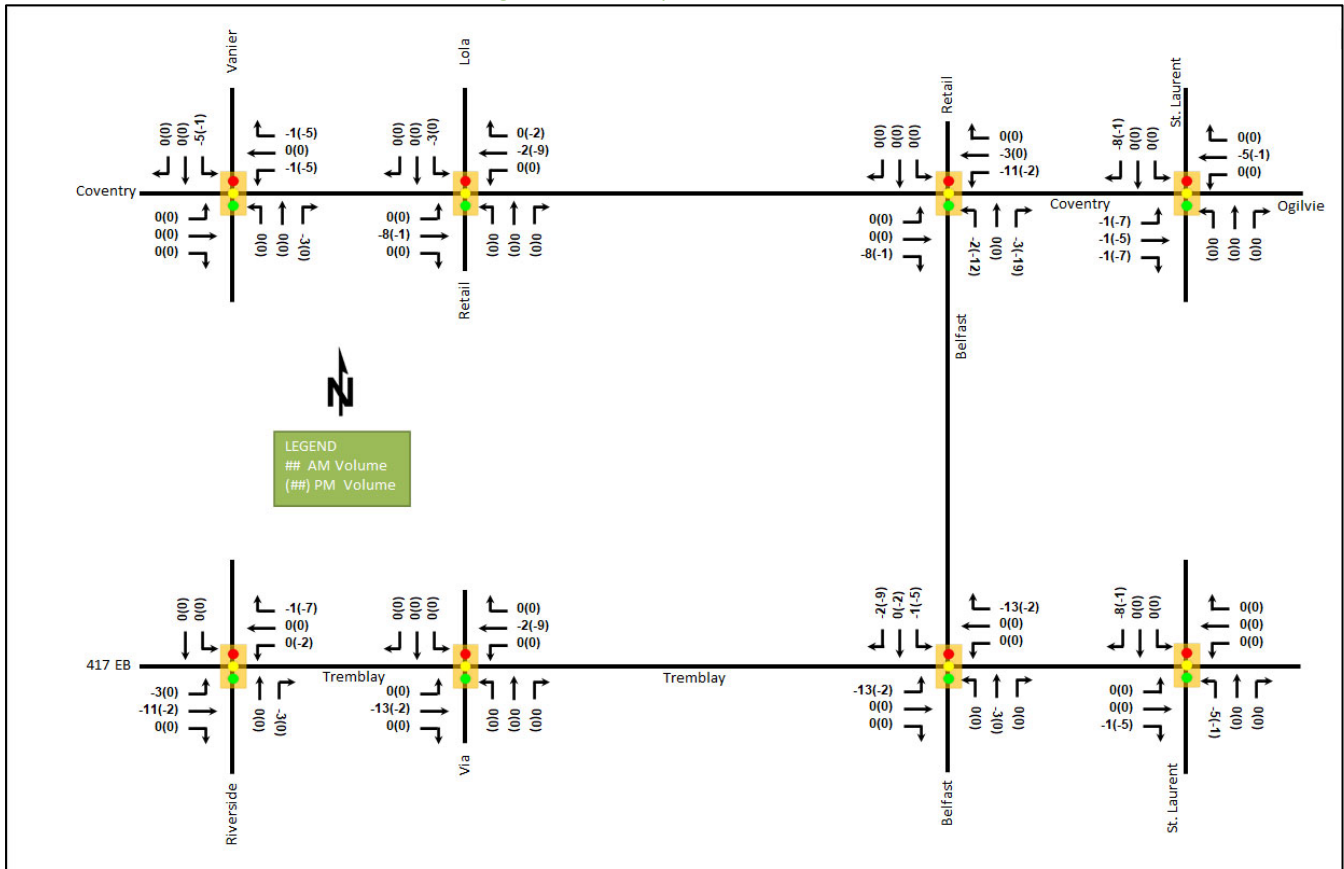 Vanier
Lola
Retail
St. Laurent
0(0) 0(0) -5(-1)
-1(-5)
0(0)
-1(-5)
0(0) 0(0) -3(0)
0(-2)
-2(-9)
0(0)
0(0) 0(0) 0(0)
0(0)
-3(0)
-11(-2)
-8(-1) 0(0) 0(0)
0(0)
-5(-1)
0(0)
Coventry
Coventry
Ogilvie
0(0)
0(0)
0(0)
0(0) 0(0) -3(0)
0(0)
-8(-1)
0(0)
0(0) 0(0) 0(0)
0(0)
0(0)
-8(-1)
-2(-12) 0(0) -3(-19)
-1(-7)
-1(-5)
-1(-7)
0(0) 0(0) 0(0)
Retail
Belfast
N
LEGEND
## AM Volume
(##) PM Volume
0(0) 0(0)
-1(-7)
0(0)
0(-2)
0(0) 0(0) 0(0)
0(0)
-2(-9)
0(0)
-2(-9) 0(-2) -1(-5)
-13(-2)
0(0)
0(0)
-8(-1) 0(0) 0(0)
0(0)
0(0)
0(0)
417 EB
Tremblay
Tremblay
-3(0)
-11(-2)
0(0)
0(0) -3(0)
0(0)
-13(-2)
0(0)
0(0) 0(0) 0(0)
-13(-2)
0(0)
0(0)
0(0) -3(0) 0(0)
0(0)
0(0)
-1(-5)
-5(-1) 0(0) 0(0)
Riverside
Via
Belfast
St. Laurent